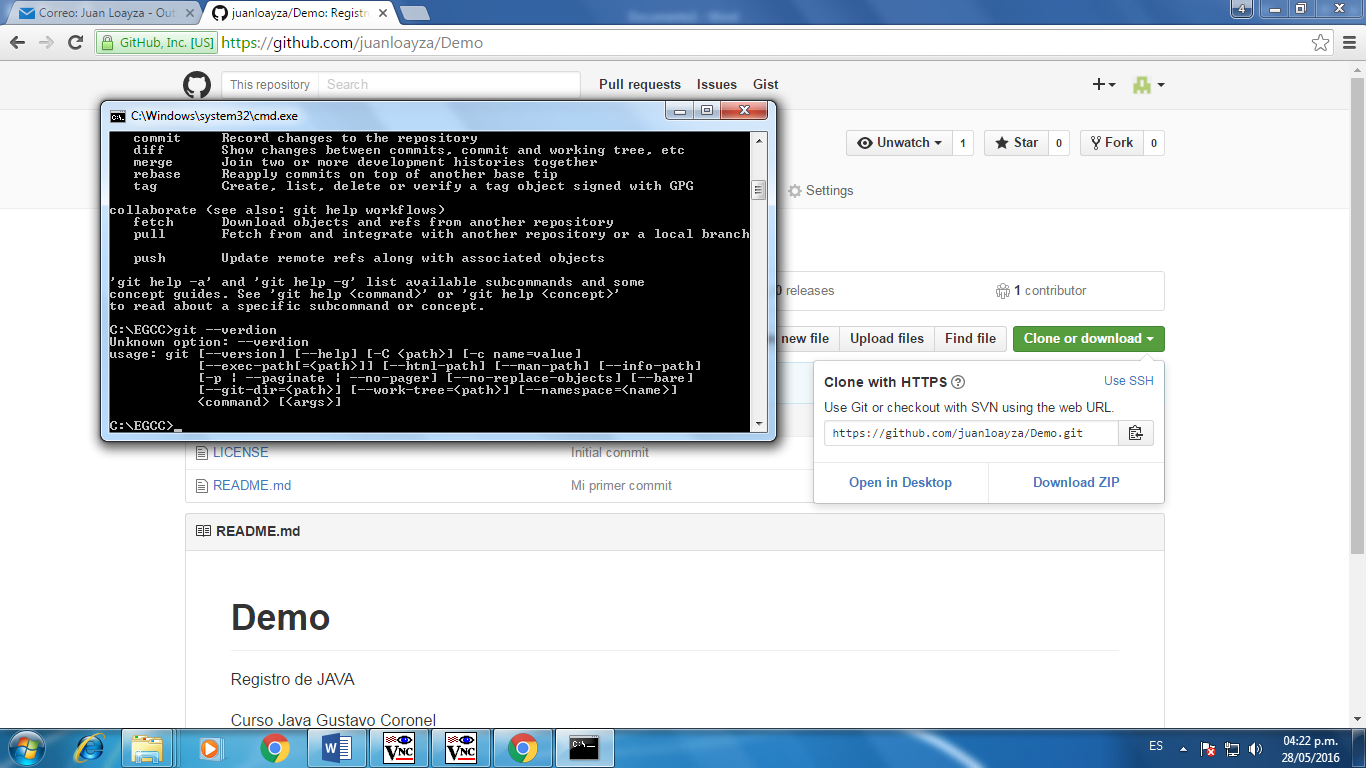 Correo: Juan Loayza - Out
juanloayza/Demo: Registr
4
GitHub, Inc. [US]
https://github.com/juanloayza/Demo
This repository
Search
Pull requests
Issues
Gist
C:\Windows\system32\cmd.exe
commit Record changes to the repository
diff Show changes between commits, commit and working tree, etc
merge Join two or more development histories together
rebase Reapply commits on top of another base tip
tag Create, list, delete or verify a tag object signed with GPG
collaborate (see also: git help workflows)
fetch Download objects and refs from another repository
pull Fetch from and integrate with another repository or a local branch
push Update remote refs along with associated objects
'git help -a' and 'git help -g' list available subcommands and some
concept guides. See 'git help <command>' or 'git help <concept>'
to read about a specific subcommand or concept.
C:\EGCC>git --verdion
Unknown option: --verdion
usage: git [--version] [--help] [-C <path>] [-c name=value]
[--exec-path[=<path>]] [--html-path] [--man-path] [--info-path]
[-p ¦ --paginate ¦ --no-pager] [--no-replace-objects] [--bare]
[--git-dir=<path>] [--work-tree=<path>] [--namespace=<name>]
<command> [<args>]
C:\EGCC>_
Unwatch 1
Star 0
Fork 0
Settings
0 releases
1 contributor
new file
Upload files
Find file
Clone or download
Clone with HTTPS
Use SSH
Use Git or checkout with SVN using the web URL.
https://github.com/juanloayza/Demo.git
Open in Desktop
Download ZIP
LICENSE
Initial commit
README.md
Mi primer commit
README.md
Demo
Registro de JAVA
Curso Java Gustavo Coronel
ES
04:22 p.m.
28/05/2016